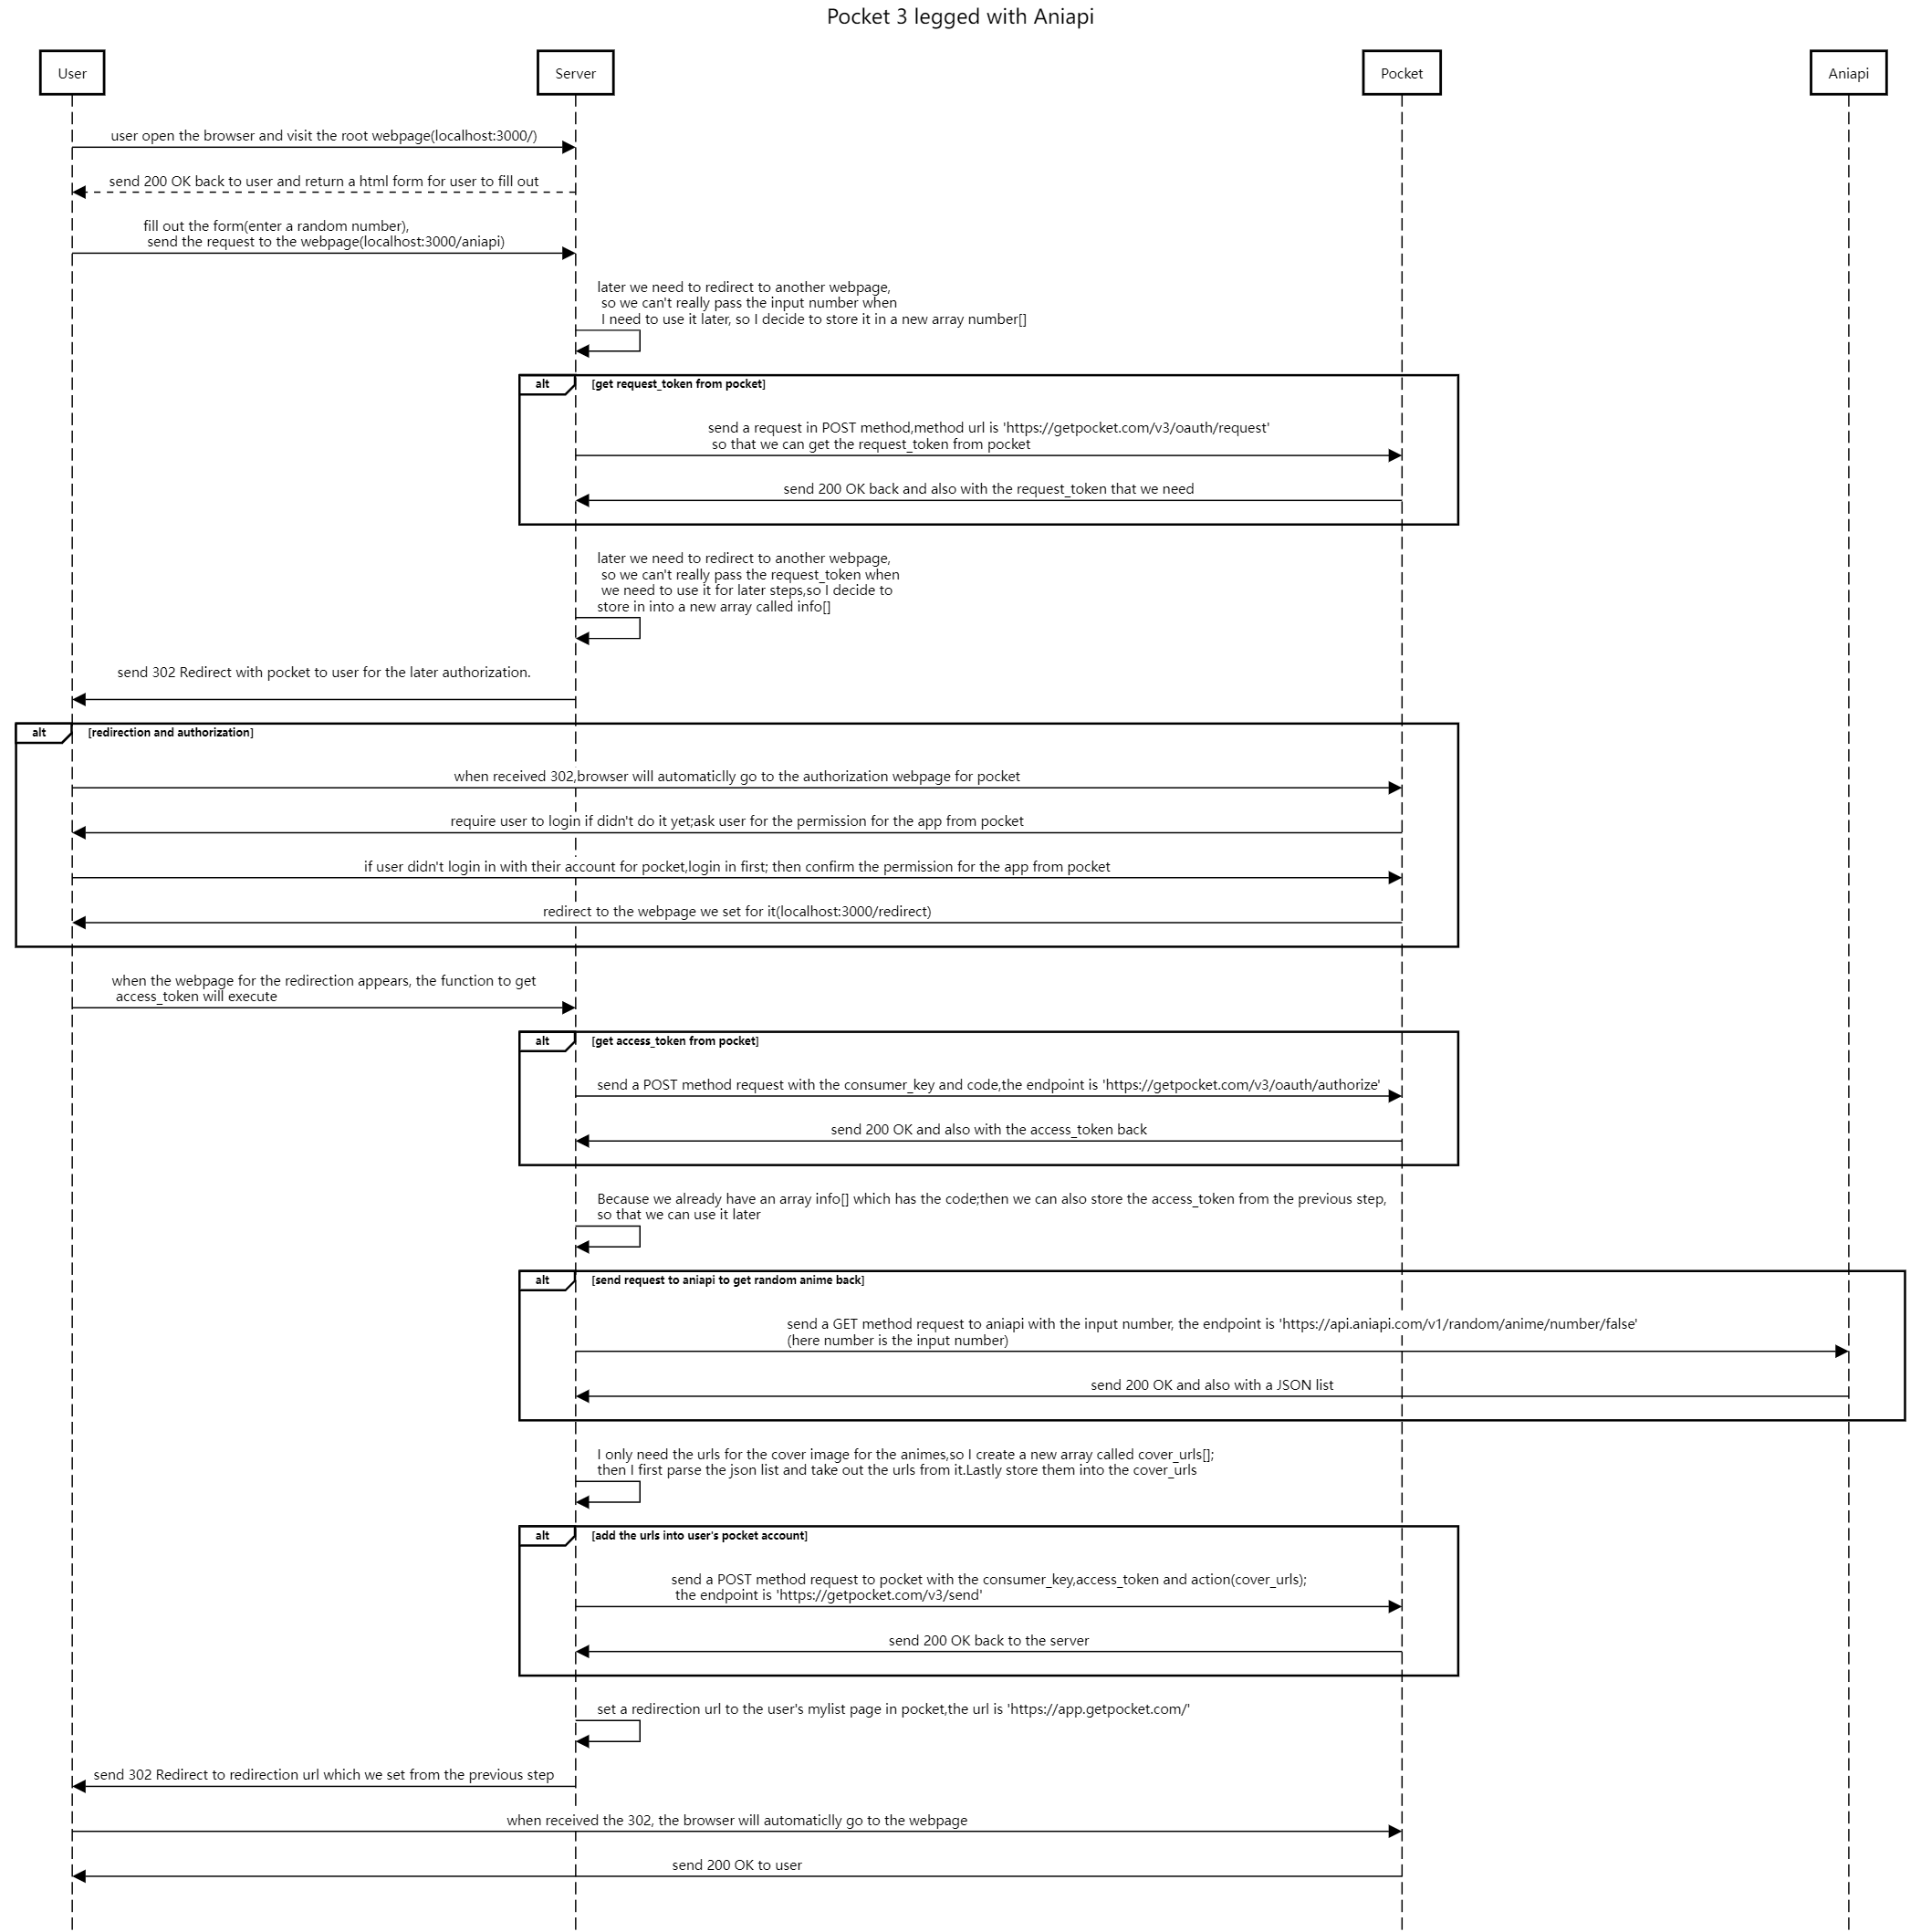 Pocket 3 legged with Aniapi
User
Server
Pocket
Aniapi
user open the browser and visit the root webpage(localhost:3000/)
send 200 OK back to user and return a html form for user to fill out
fill out the form(enter a random number),
send the request to the webpage(localhost:3000/aniapi)
later we need to redirect to another webpage,
so we can't really pass the input number when
I need to use it later, so I decide to store it in a new array number[]
alt
[get request_token from pocket]
send a request in POST method,method url is 'https://getpocket.com/v3/oauth/request'
so that we can get the request_token from pocket
send 200 OK back and also with the request_token that we need
later we need to redirect to another webpage,
so we can't really pass the request_token when
we need to use it for later steps,so I decide to
store in into a new array called info[]
send 302 Redirect with pocket to user for the later authorization.
alt
[redirection and authorization]
when received 302,browser will automaticlly go to the authorization webpage for pocket
require user to login if didn't do it yet;ask user for the permission for the app from pocket
if user didn't login in with their account for pocket,login in first; then confirm the permission for the app from pocket
redirect to the webpage we set for it(localhost:3000/redirect)
when the webpage for the redirection appears, the function to get
access_token will execute
alt
[get access_token from pocket]
send a POST method request with the consumer_key and code,the endpoint is 'https://getpocket.com/v3/oauth/authorize'
send 200 OK and also with the access_token back
Because we already have an array info[] which has the code;then we can also store the access_token from the previous step,
so that we can use it later
alt
[send request to aniapi to get random anime back]
send a GET method request to aniapi with the input number, the endpoint is 'https://api.aniapi.com/v1/random/anime/number/false'
(here number is the input number)
send 200 OK and also with a JSON list
I only need the urls for the cover image for the animes,so I create a new array called cover_urls[];
then I first parse the json list and take out the urls from it.Lastly store them into the cover_urls
alt
[add the urls into user's pocket account]
send a POST method request to pocket with the consumer_key,access_token and action(cover_urls);
the endpoint is 'https://getpocket.com/v3/send'
send 200 OK back to the server
set a redirection url to the user's mylist page in pocket,the url is 'https://app.getpocket.com/'
send 302 Redirect to redirection url which we set from the previous step
when received the 302, the browser will automaticlly go to the webpage
send 200 OK to user